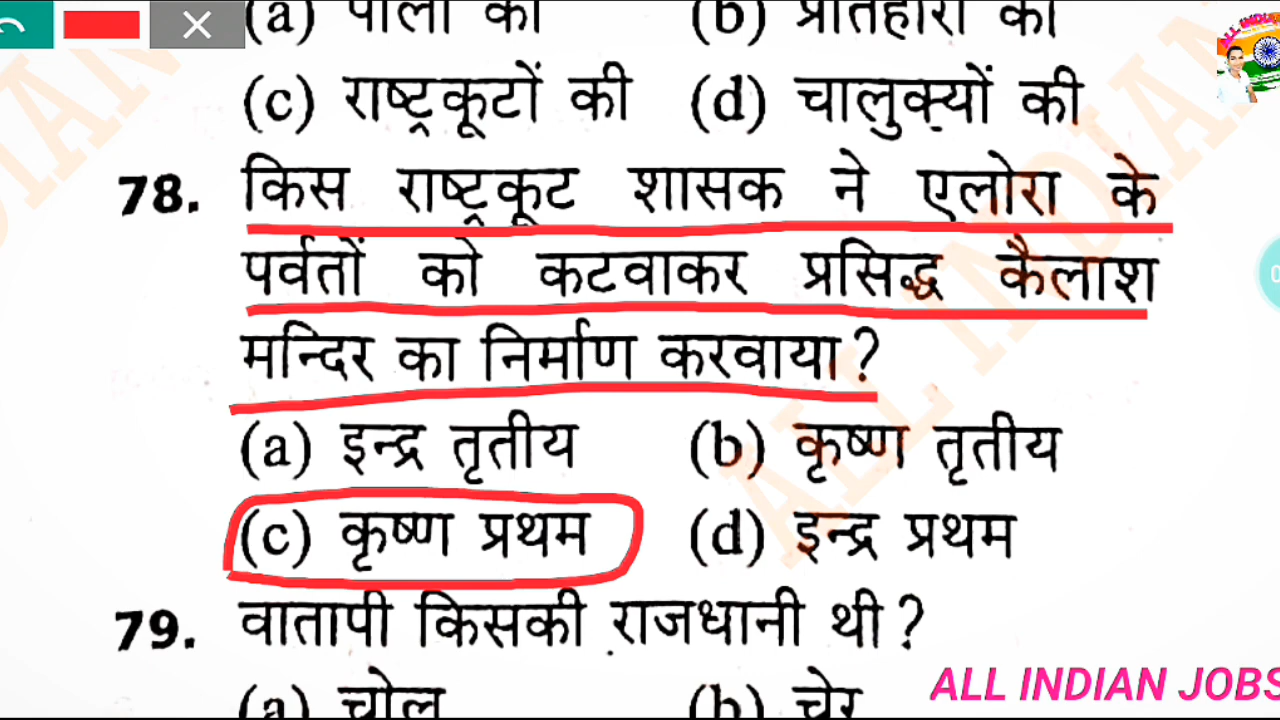 (a) पालों की (b) प्रतिहारों की
(c) राष्ट्रकूटों की (d) चालुक्यों की
78. किस राष्ट्रकूट शासक ने एलोरा के
पर्वतों को कटवाकर प्रसिद्ध कैलाश
मन्दिर का निर्माण करवाया?
(a) इन्द्र तृतीय (b) कृष्ण तृतीय
(c) कृष्ण प्रथम (d) इन्द्र प्रथम
79. वातापी किसकी राजधानी थी?
(a) चोल (b) चेर
ALL INDIAN JOBS